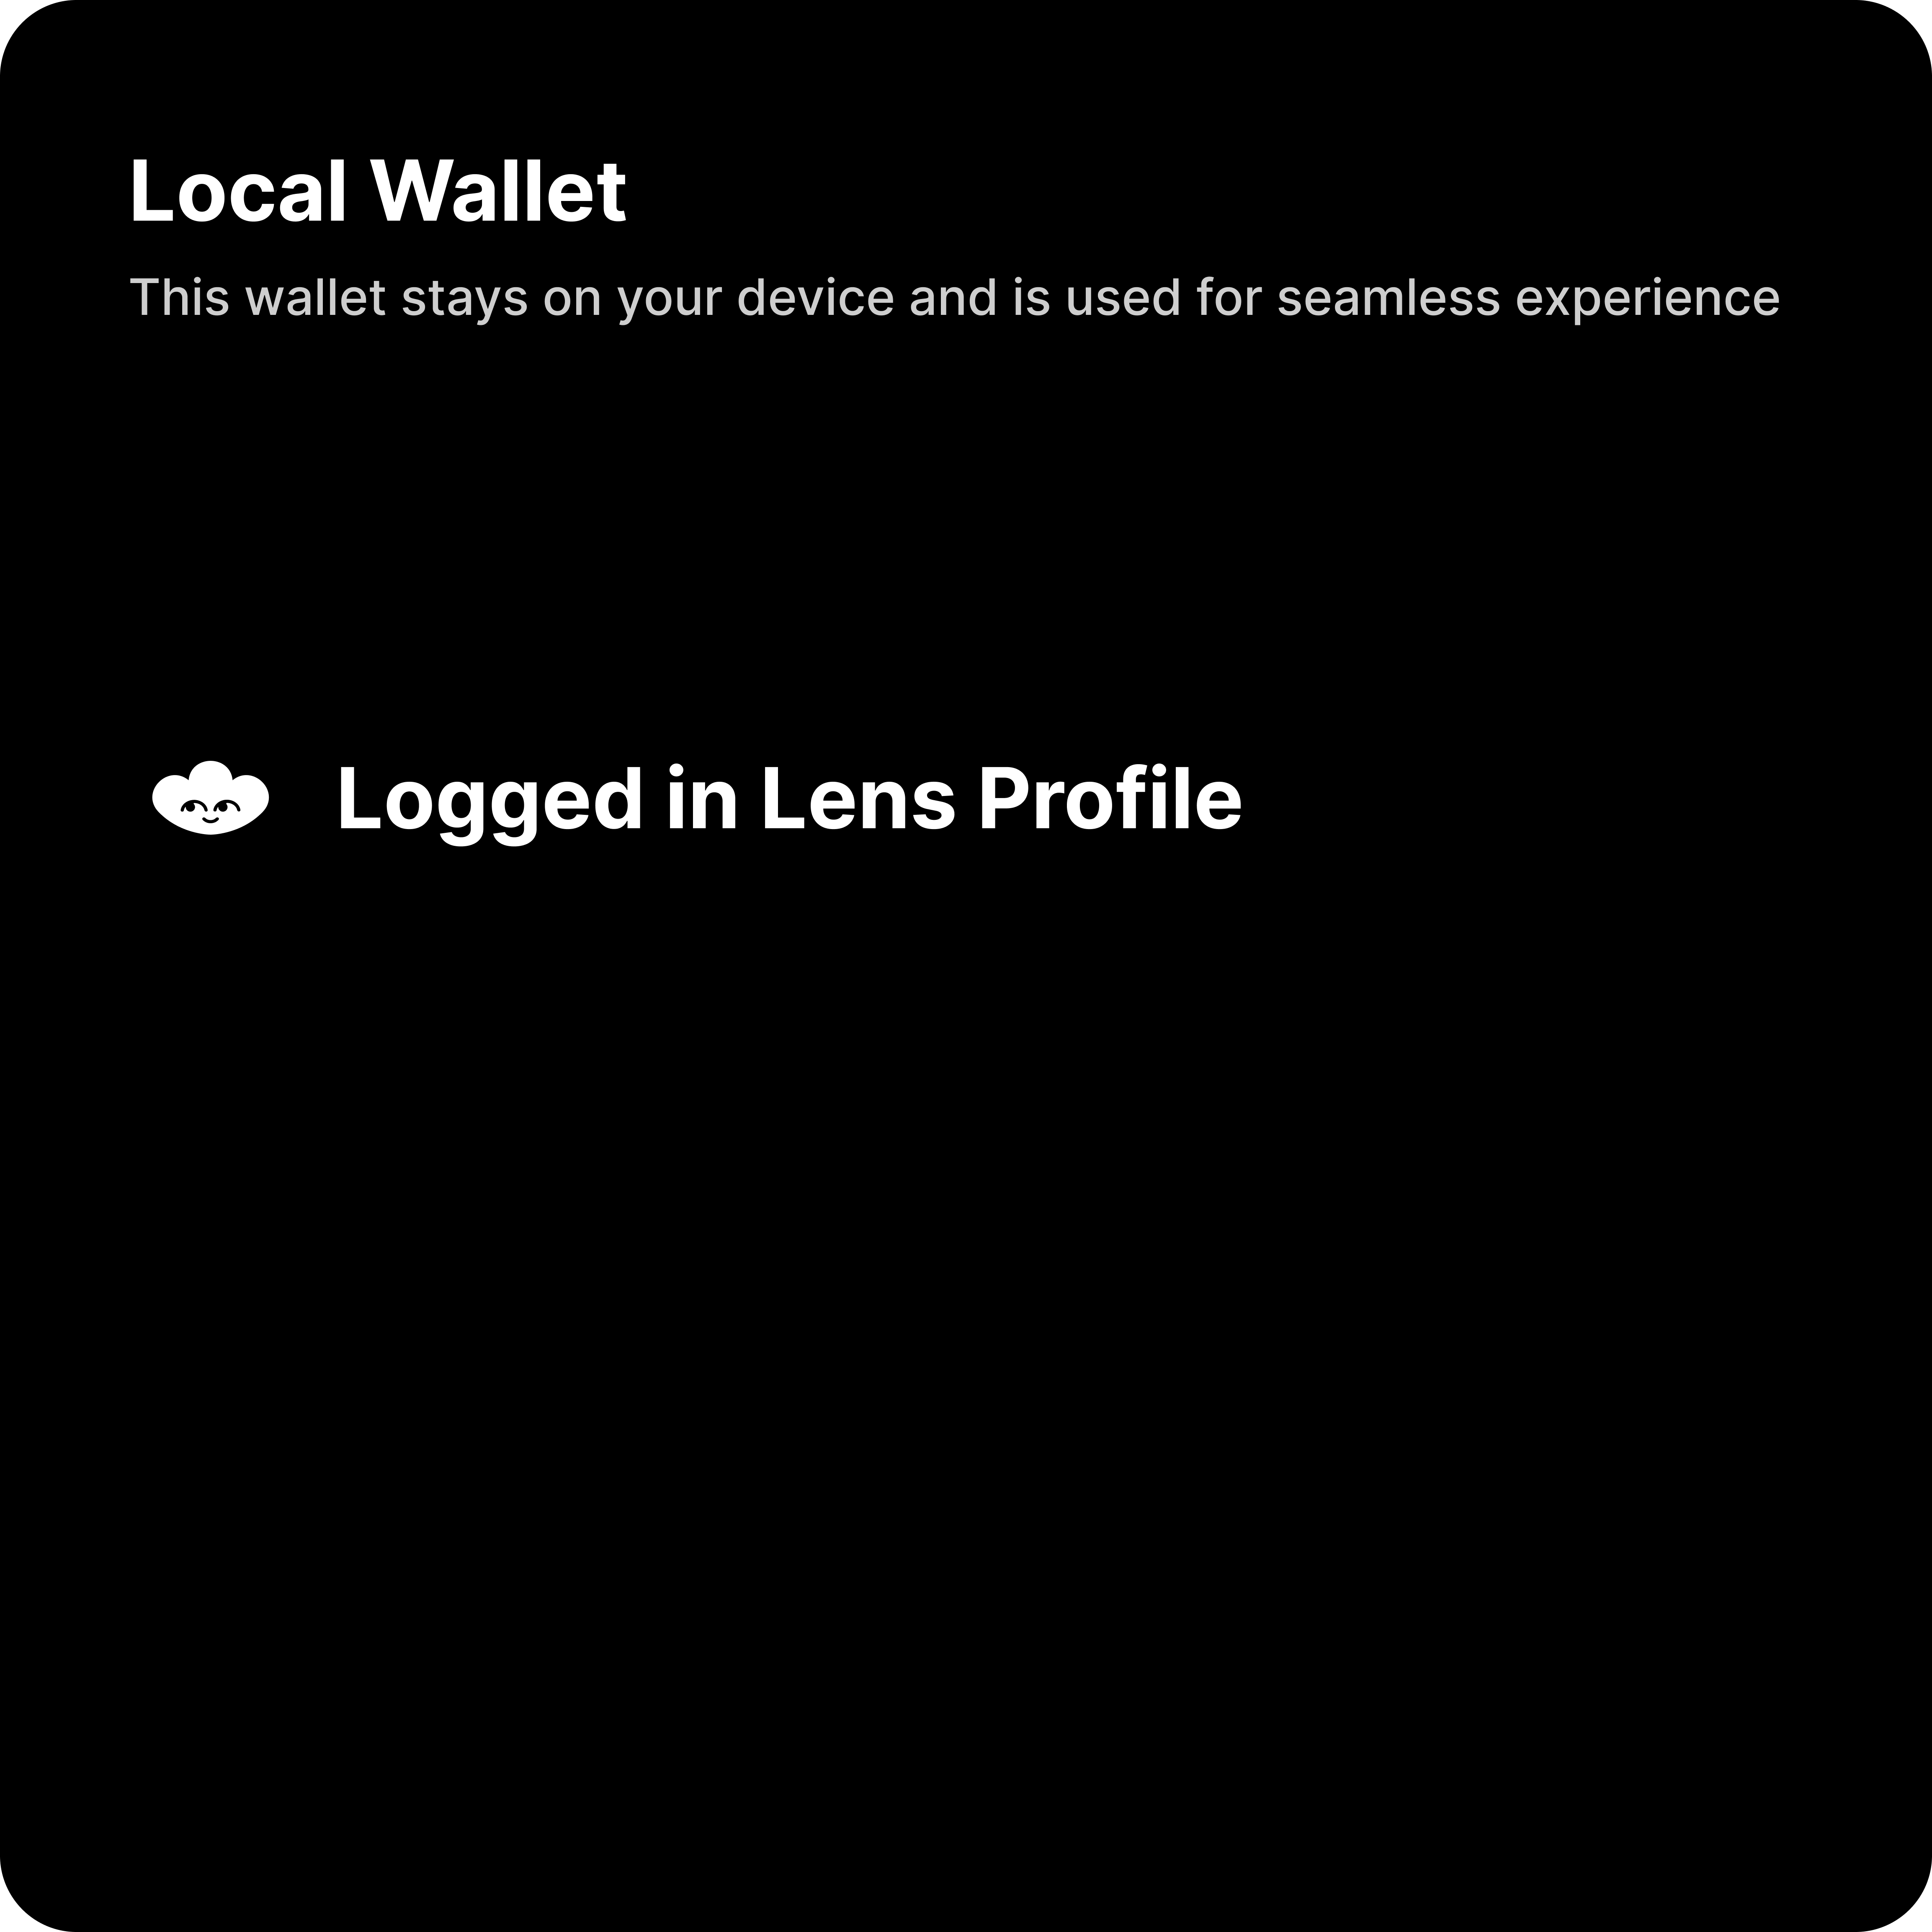 Local Wallet
This wallet stays on your device and is used for seamless experience
Logged in Lens Profile